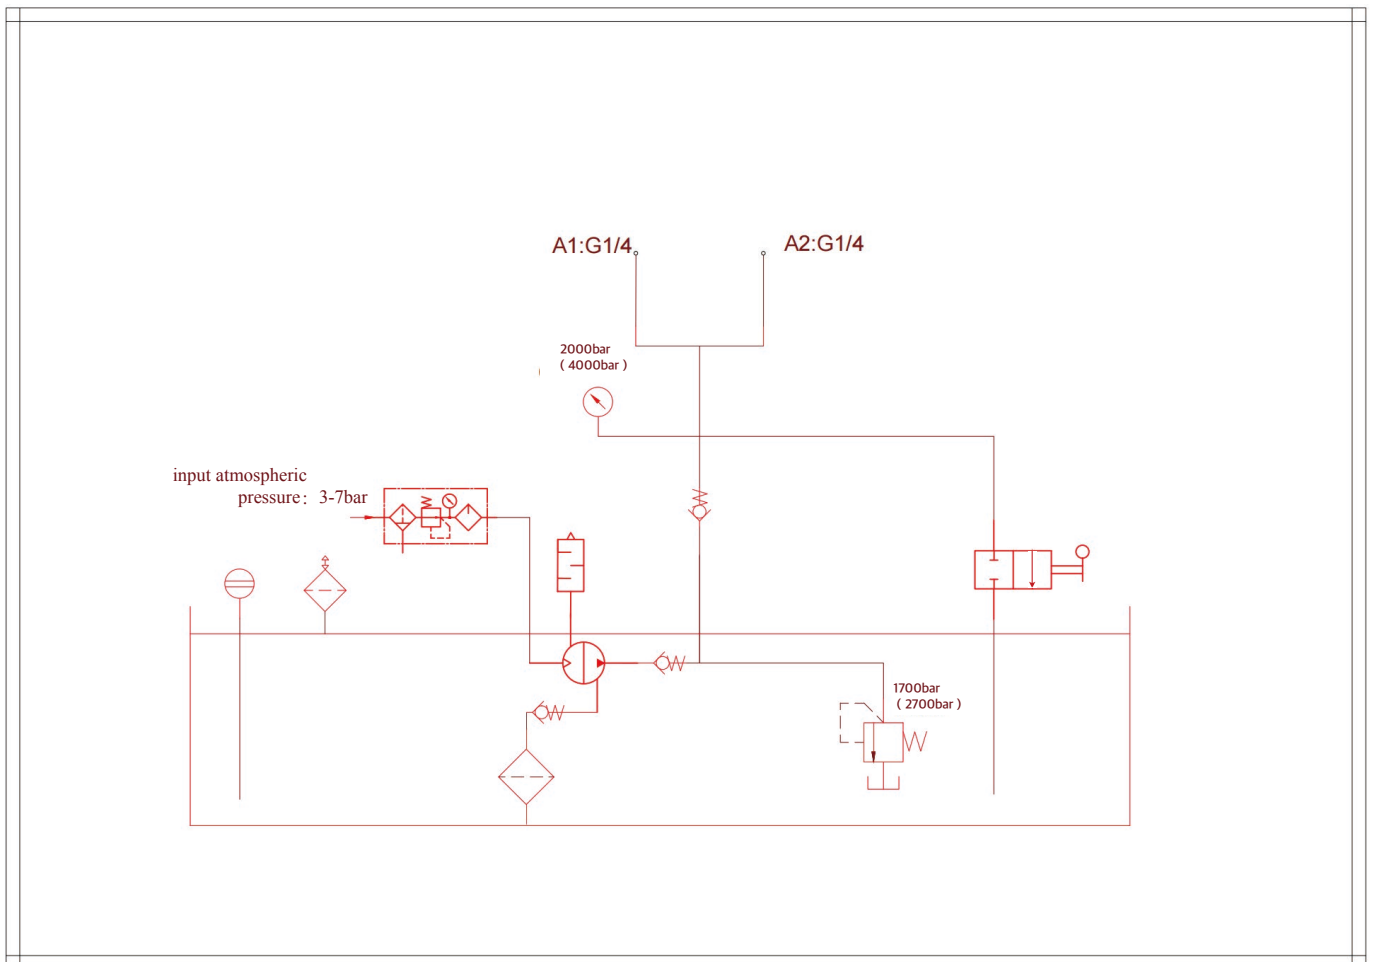 A1:G1/4
A2:G1/4
2000bar
( 4000bar )
input atmospheric
pressure: 3-7bar
1700bar
( 2700bar )